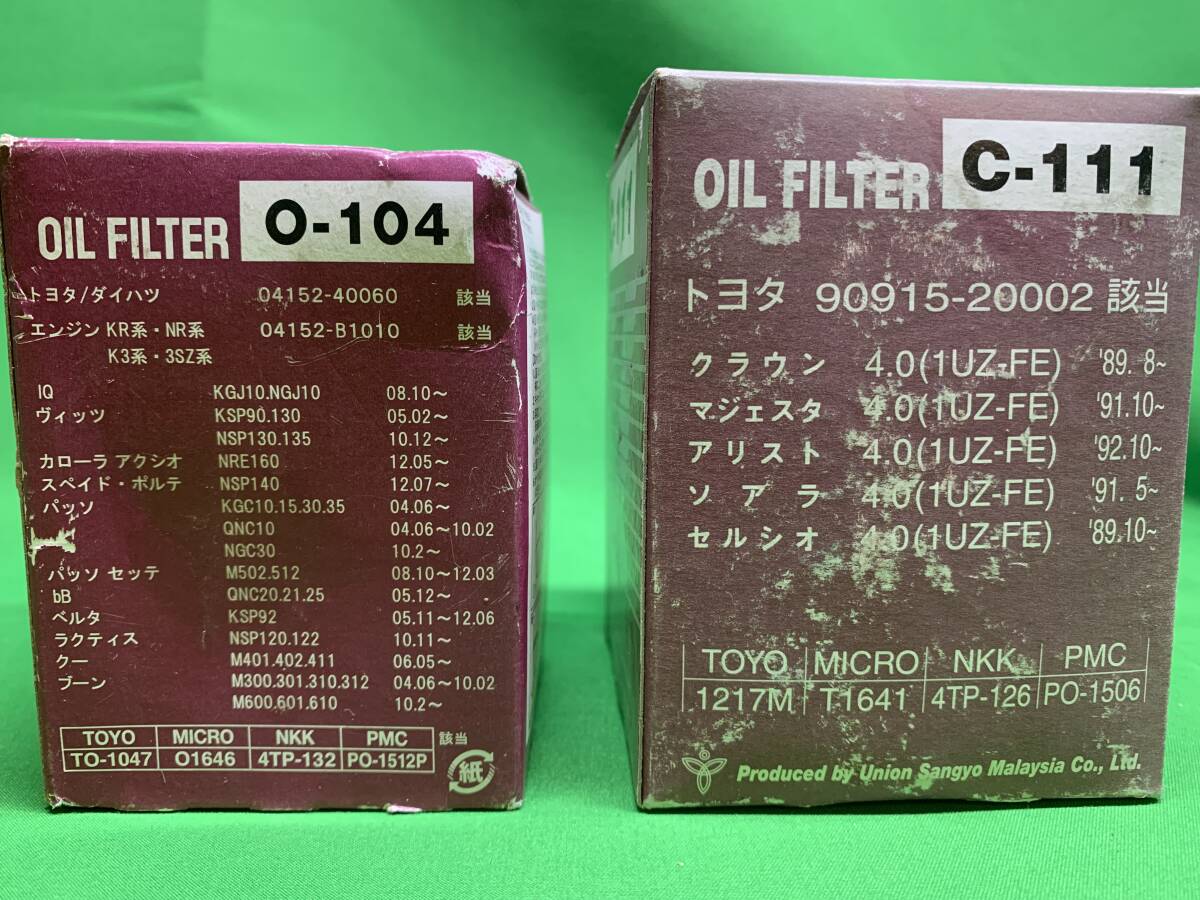 OIL FILTER O-104
トヨタ/ダイハツ 04152-40060 該当
エンジン KR系・NR系 04152-B1010 該当
K3系・3SZ系
IQ KGJ10.NGJ10 08.10～
ヴィッツ KSP90.130 05.02～
NSP130.135 10.12～
カローラ アクシオ NRE160 12.05～
スペイド・ポルテ NSP140 12.07～
パッソ KGC10.15.30.35 04.06～
QNC10 04.06～10.02
NGC30 10.2～
パッソ セッテ M502.512 08.10～12.03
bB QNC20.21.25 05.12～
ベルタ KSP92 05.11～12.06
ラクティス NSP120.122 10.11～
クー M401.402.411 06.05～
ブーン M300.301.310.312 04.06～10.02
M600.601.610 10.2～
TOYO MICRO NKK PMC 該当
TO-1047 O1646 4TP-132 PO-1512P
紙
OIL FILTER C-111
トヨタ 90915-20002 該当
クラウン 4.0(1UZ-FE) '89. 8~
マジェスタ 4.0(1UZ-FE) '91.10~
アリスト 4.0(1UZ-FE) '92.10~
ソアラ 4.0(1UZ-FE) '91. 5~
セルシオ 4.0(1UZ-FE) '89.10~
TOYO MICRO NKK PMC
1217M T1641 4TP-126 PO-1506
Produced by Union Sangyo Malaysia Co., Ltd.